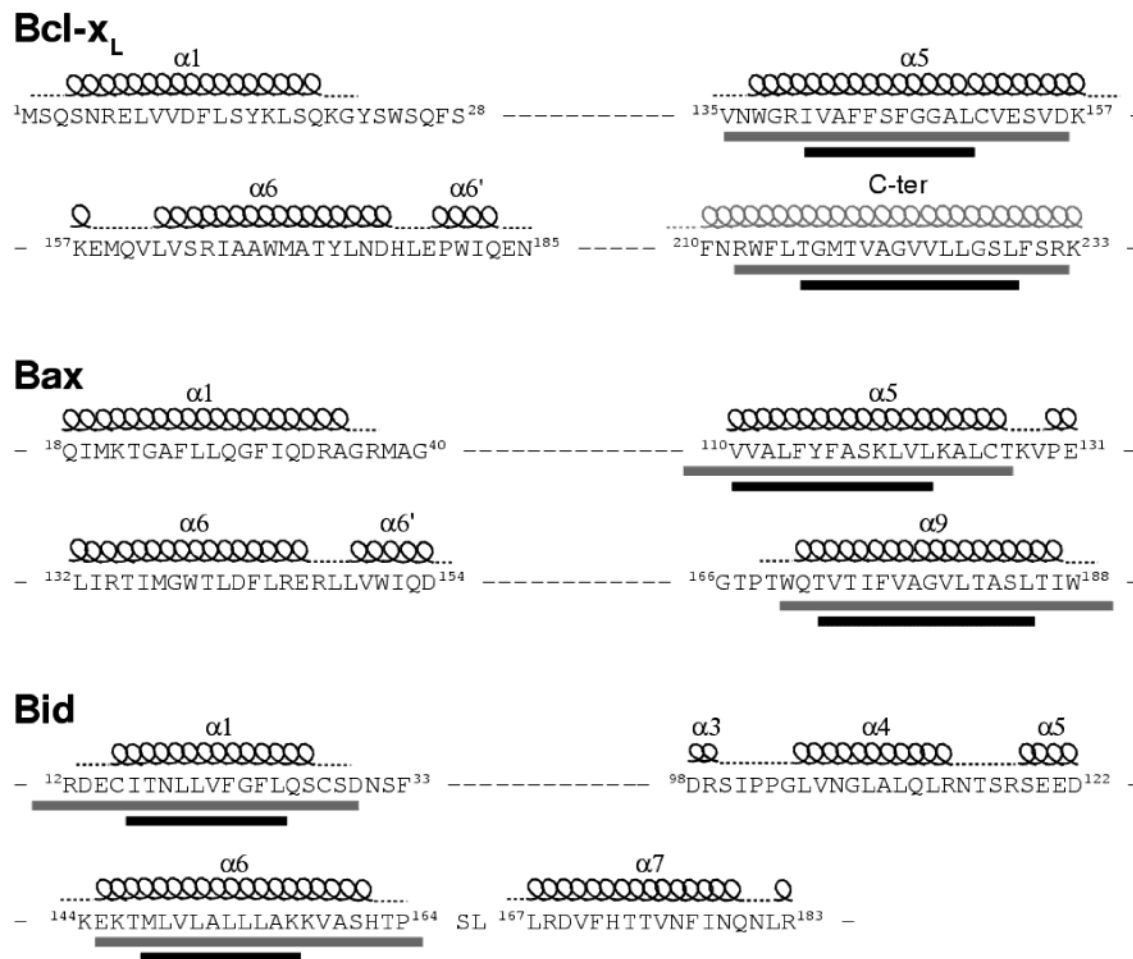 Bcl-xL
α1 α5
1MSQSNRELVVDFLSYKLSQKGYSWSQFS28 135VNWGRIVAFFSFGGALCVESVDK157
α6 α6' C-ter
157KEMQVLVSRIAAWMATYLNDHLEPWIQEN185 210FNRWFLTGMTVAGVVLLGSLFSRK233
Bax
α1 α5
18QIMKTGAFLLQGFIQDRAGRMAG40 110VVALFYFASKLVLKALCTKVPE131
α6 α6' α9
132LIRTIMGWTLDFLRERLLVWIQD154 166GTPTWQTVTIFVAGVLTASLTIW188
Bid
α1 α3 α4 α5
12RDECITNLLVFGFLQSCSDNSF33 98DRSIPPGLVNGLALQLRNTSRSEED122
α6 α7
144KEKTMLVLALLLAKKVASHTP164 SL 167LRDVFHTTVNFINQNLR183